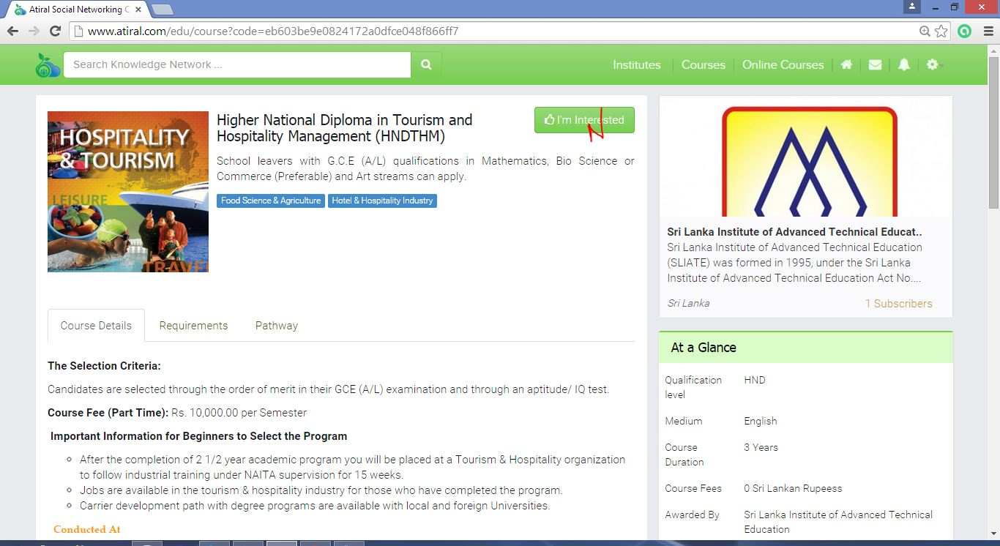 Atiral Social Networking C
www.atiral.com/edu/course?code=eb603be9e0824172a0dfce048f866ff7
Search Knowledge Network ...
Institutes
Courses
Online Courses
HOSPITALITY
& TOURISM
LEISURE
TRAVEL
Higher National Diploma in Tourism and
Hospitality Management (HNDTHM)
I'm Interested
N
School leavers with G.C.E (A/L) qualifications in Mathematics, Bio Science or
Commerce (Preferable) and Art streams can apply.
Food Science & Agriculture
Hotel & Hospitality Industry
Course Details
Requirements
Pathway
The Selection Criteria:
Candidates are selected through the order of merit in their GCE (A/L) examination and through an aptitude/ IQ test.
Course Fee (Part Time): Rs. 10,000.00 per Semester
Important Information for Beginners to Select the Program
After the completion of 2 1/2 year academic program you will be placed at a Tourism & Hospitality organization
to follow industrial training under NAITA supervision for 15 weeks.
Jobs are available in the tourism & hospitality industry for those who have completed the program.
Carrier development path with degree programs are available with local and foreign Universities.
Conducted At
Sri Lanka Institute of Advanced Technical Educat..
Sri Lanka Institute of Advanced Technical Education
(SLIATE) was formed in 1995, under the Sri Lanka
Institute of Advanced Technical Education Act No....
Sri Lanka
1 Subscribers
At a Glance
Qualification
level
HND
Medium
English
Course
Duration
3 Years
Course Fees
0 Sri Lankan Rupeess
Awarded By
Sri Lanka Institute of Advanced Technical
Education